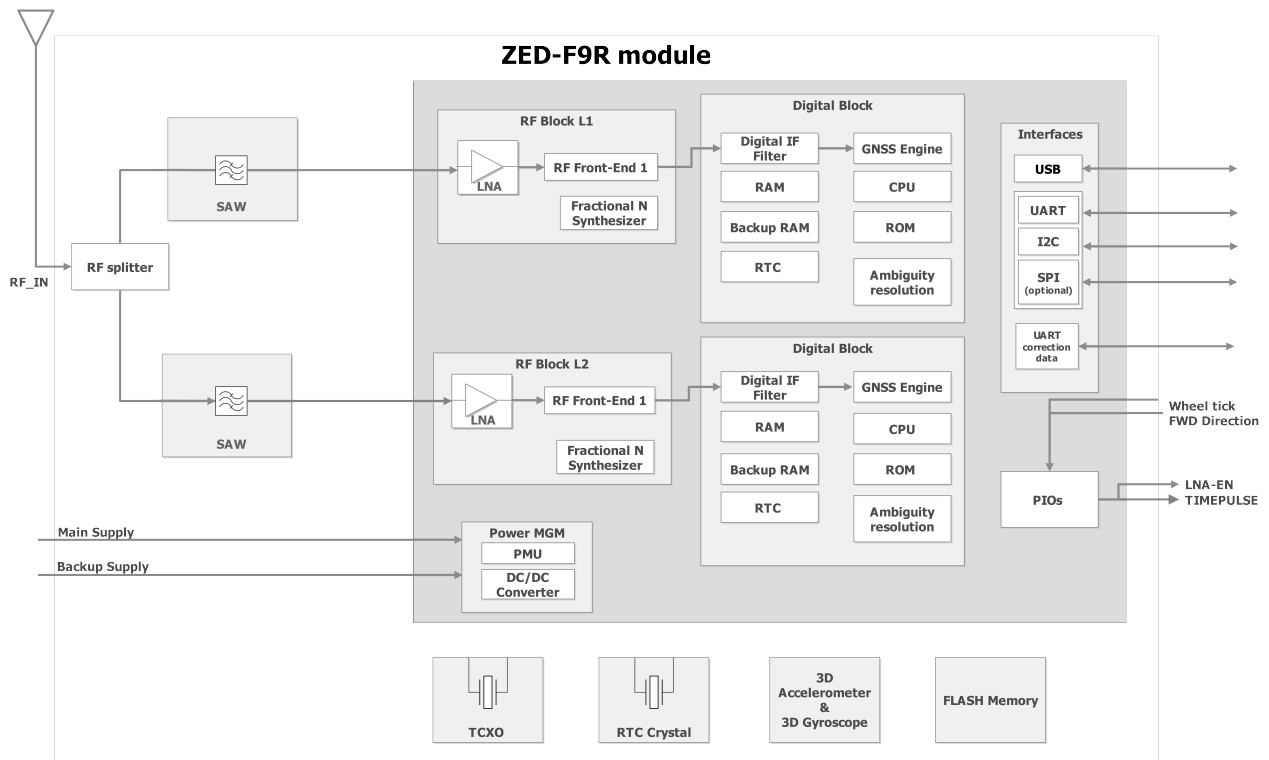 ZED-F9R module
RF_IN
RF splitter
SAW
SAW
RF Block L1
LNA
RF Front-End 1
Fractional N
Synthesizer
Digital Block
Digital IF
Filter
GNSS Engine
RAM
CPU
Backup RAM
ROM
RTC
Ambiguity
resolution
RF Block L2
LNA
RF Front-End 1
Fractional N
Synthesizer
Digital Block
Digital IF
Filter
GNSS Engine
RAM
CPU
Backup RAM
ROM
RTC
Ambiguity
resolution
Interfaces
USB
UART
I2C
SPI
(optional)
UART
correction
data
Wheel tick
FWD Direction
PIOs
LNA-EN
TIMEPULSE
Main Supply
Backup Supply
Power MGM
PMU
DC/DC
Converter
TCXO
RTC Crystal
3D
Accelerometer
&
3D Gyroscope
FLASH Memory